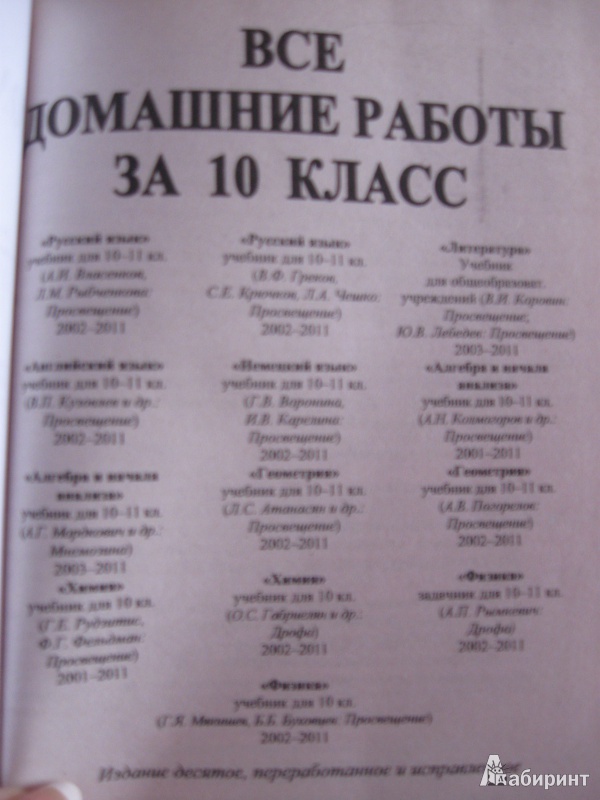 ВСЕ
ДОМАШНИЕ РАБОТЫ
ЗА 10 КЛАСС
«Русский язык»
учебник для 10–11 кл.
(А.И. Власенков,
Л.М. Рыбченкова:
Просвещение)
2002–2011
«Русский язык»
учебник для 10–11 кл.
(В.Ф. Греков,
С.Е. Крючков, Л.А. Чешко:
Просвещение)
2002–2011
«Литература»
Учебник
для общеобразоват.
учреждений (В.И. Коровин:
Просвещение,
Ю.В. Лебедев: Просвещение)
2003–2011
«Английский язык»
учебник для 10–11 кл.
(В.П. Кузовлев и др.:
Просвещение)
2002–2011
«Немецкий язык»
учебник для 10–11 кл.
(Г.В. Воронина,
И.В. Карелина:
Просвещение)
2002–2011
«Алгебра и начала
анализа»
учебник для 10–11 кл.
(А.Н. Колмогоров и др.:
Просвещение)
2001–2011
«Алгебра и начала
анализа»
учебник для 10–11 кл.
(А.Г. Мордкович и др.:
Мнемозина)
2003–2011
«Геометрия»
учебник для 10–11 кл.
(Л.С. Атанасян и др.:
Просвещение)
2002–2011
«Геометрия»
учебник для 10–11 кл.
(А.В. Погорелов:
Просвещение)
2002–2011
«Химия»
учебник для 10 кл.
(Г.Е. Рудзитис,
Ф.Г. Фельдман:
Просвещение)
2001–2011
«Химия»
учебник для 10 кл.
(О.С. Габриелян и др.:
Дрофа)
2002–2011
«Физика»
задачник для 10–11 кл.
(А.П. Рымкевич:
Дрофа)
2002–2011
«Физика»
учебник для 10 кл.
(Г.Я. Мякишев, Б.Б. Буховцев: Просвещение)
2002–2011
Издание десятое, переработанное и исправленное
Лабиринт